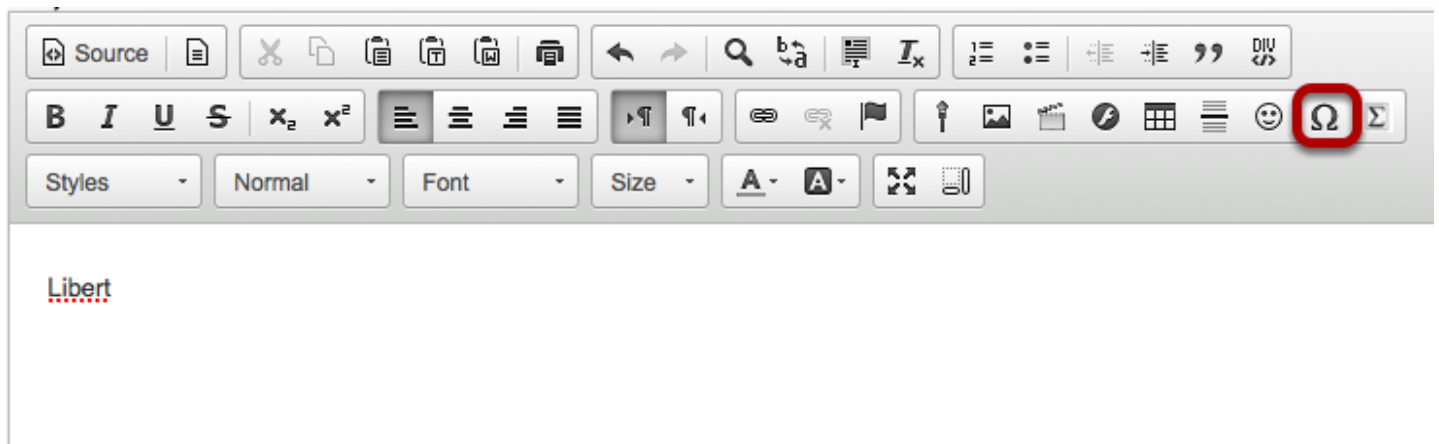 Source
B I U S x₂ x² Ω Σ
Styles Normal Font Size A A
Libert